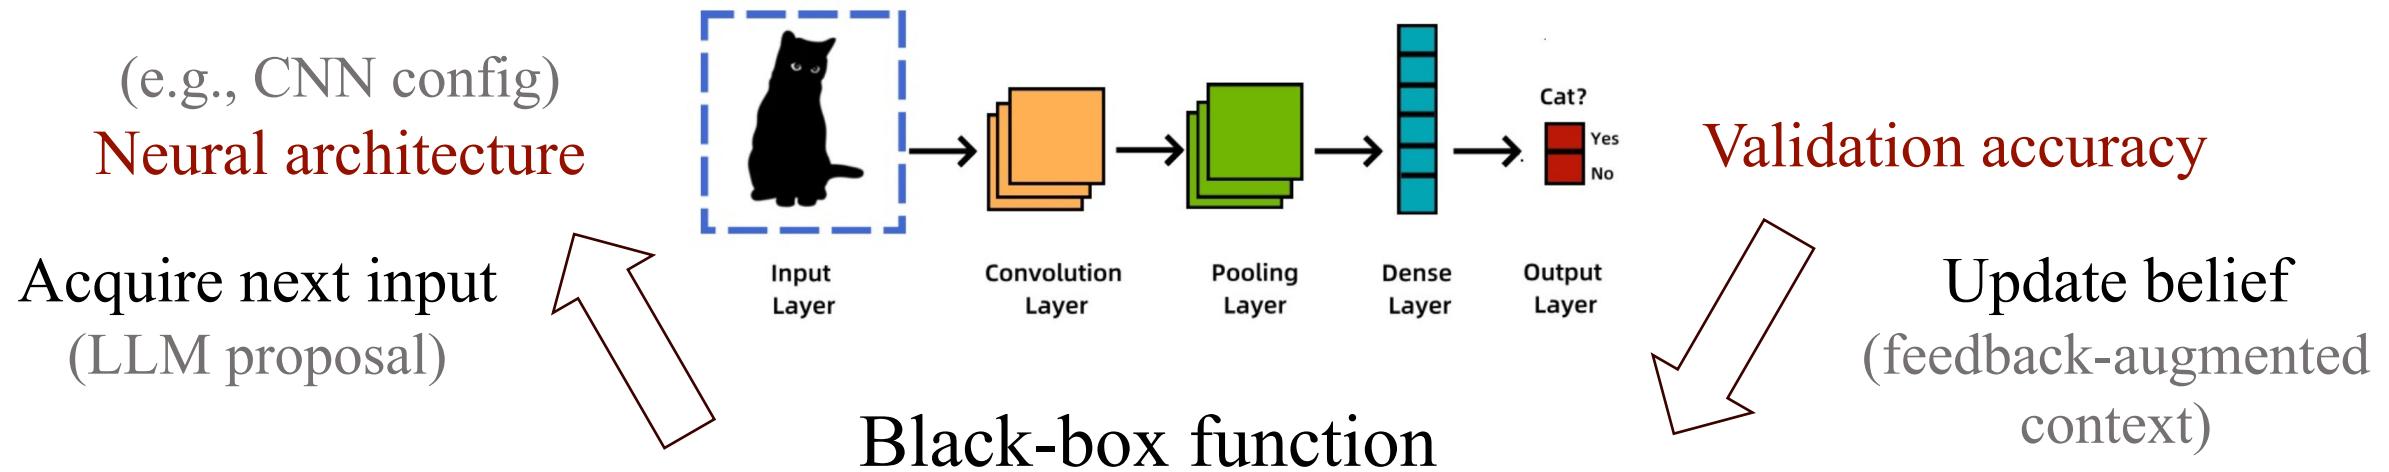 (e.g., CNN config)
Neural architecture
Acquire next input
(LLM proposal)
Input
Layer
Convolution
Layer
Pooling
Layer
Dense
Layer
Cat?
Yes
No
Output
Layer
Validation accuracy
Update belief
(feedback-augmented
context)
Black-box function